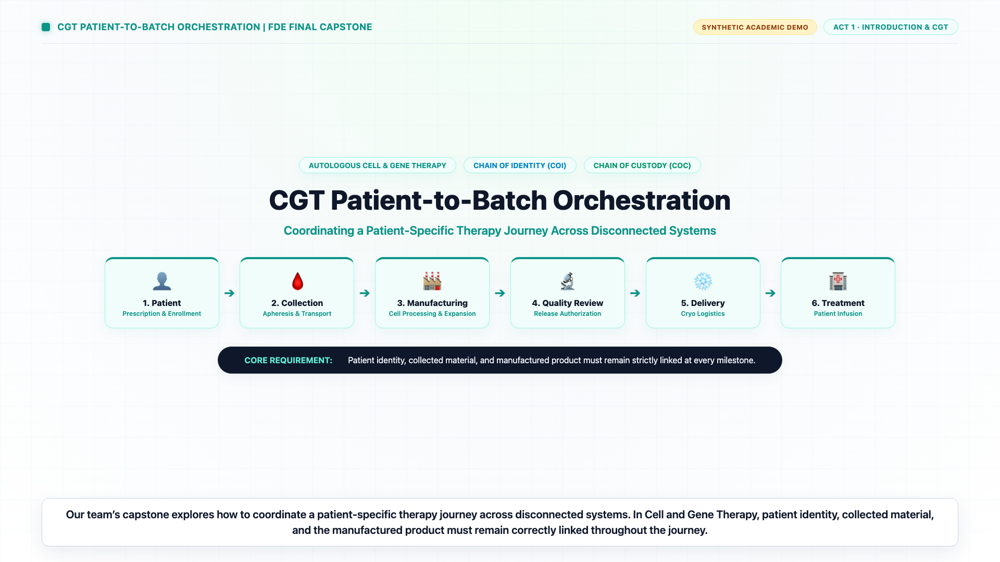 CGT PATIENT-TO-BATCH ORCHESTRATION | FDE FINAL CAPSTONE
SYNTHETIC ACADEMIC DEMO
ACT 1 · INTRODUCTION & CGT
AUTOLOGOUS CELL & GENE THERAPY
CHAIN OF IDENTITY (COI)
CHAIN OF CUSTODY (COC)
CGT Patient-to-Batch Orchestration
Coordinating a Patient-Specific Therapy Journey Across Disconnected Systems
1. Patient
Prescription & Enrollment
➔
2. Collection
Apheresis & Transport
➔
3. Manufacturing
Cell Processing & Expansion
➔
4. Quality Review
Release Authorization
➔
5. Delivery
Cryo Logistics
➔
6. Treatment
Patient Infusion
CORE REQUIREMENT: Patient identity, collected material, and manufactured product must remain strictly linked at every milestone.
Our team’s capstone explores how to coordinate a patient-specific therapy journey across disconnected systems. In Cell and Gene Therapy, patient identity, collected material,
and the manufactured product must remain correctly linked throughout the journey.